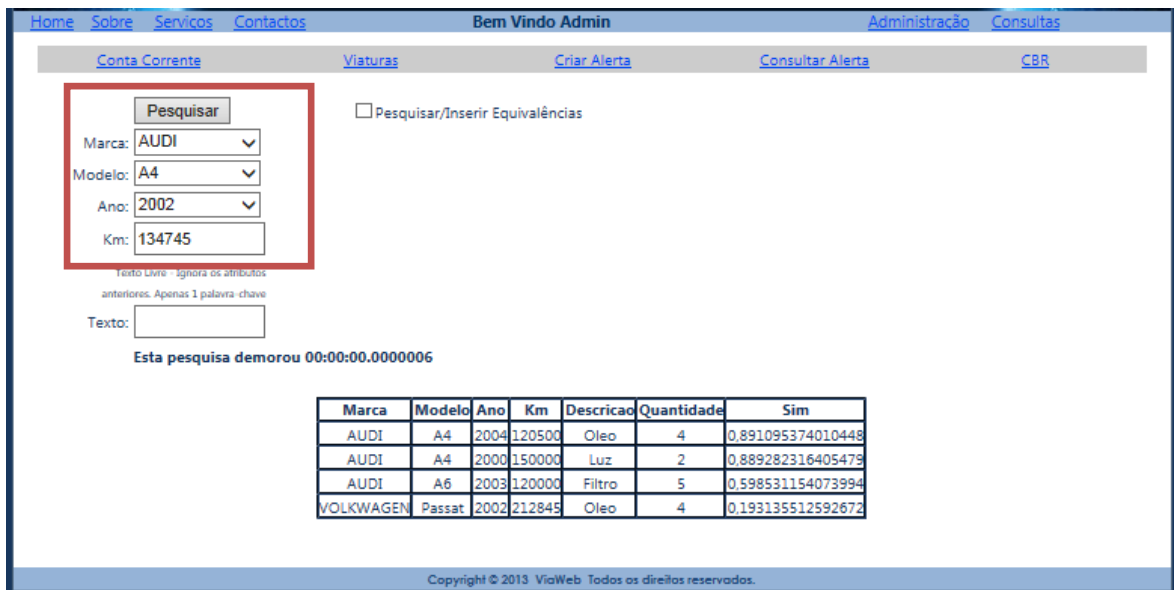 Home Sobre Serviços Contactos Bem Vindo Admin Administração Consultas
Conta Corrente Viaturas Criar Alerta Consultar Alerta CBR
Pesquisar Pesquisar/Inserir Equivalências
Marca: AUDI
Modelo: A4
Ano: 2002
Km: 134745
Texto Livre - Ignora os atributos
anteriores. Apenas 1 palavra-chave
Texto:
Esta pesquisa demorou 00:00:00.0000006
Marca Modelo Ano Km Descricao Quantidade Sim
AUDI A4 2004 120500 Oleo 4 0,891095374010448
AUDI A4 2000 150000 Luz 2 0,889282316405479
AUDI A6 2003 120000 Filtro 5 0,598531154073994
VOLKWAGEN Passat 2002 212845 Oleo 4 0,193135512592672
Copyright © 2013 ViaWeb Todos os direitos reservados.